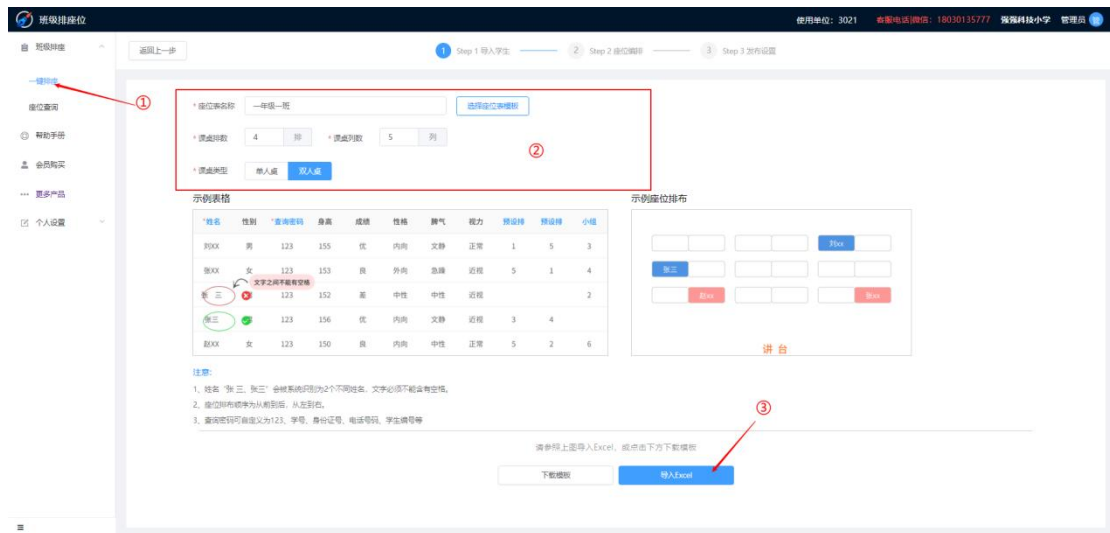 班级排座位
使用单位：3021 客服电话|微信：18030135777 强强科技小学 管理员
班级排座
一键排座
座位查询
帮助手册
会员购买
更多产品
个人设置
返回上一步
1 Step 1 导入学生 2 Step 2 座位编排 3 Step 3 发布设置
①
* 座位表名称 一年级一班 选择座位表模板
* 课桌排数 4 排 * 课桌列数 5 列
②
* 课桌类型 单人桌 双人桌
示例表格
*姓名 性别 *查询密码 身高 成绩 性格 脾气 视力 预设排 预设排 小组
刘XX 男 123 155 优 内向 文静 正常 1 5 3
张XX 女 123 153 良 外向 急躁 近视 5 1 4
文字之间不能有空格
张 三 123 152 差 中性 中性 近视 2
张三 123 156 优 内向 文静 近视 3 4
赵XX 女 123 150 良 内向 中性 正常 5 2 6
示例座位排布
刘xx
张三
赵xx 张xx
讲 台
注意：
1、姓名“张 三、张三”会被系统识别为2个不同姓名，文字必须不能含有空格。
2、座位排布顺序为从前到后，从左到右。
3、查询密码可自定义为123、学号、身份证号、电话号码、学生编号等
③
请参照上图导入Excel，或点击下方下载模板
下载模板 导入Excel